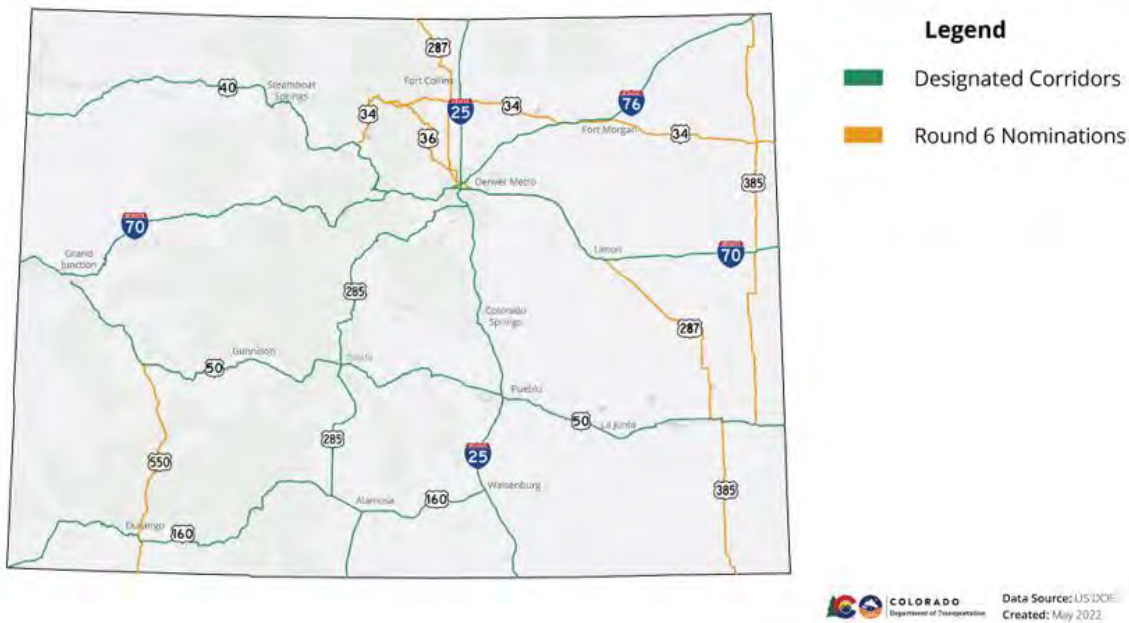 Legend
Designated Corridors
Round 6 Nominations
287
Fort Collins
Steamboat
Springs
40
34
25
34
76
Fort Morgan
34
36
Denver Metro
385
70
Grand
Junction
Limon
70
285
Colorado
Springs
287
50
Gunnison
Salida
Pueblo
50
La Junta
285
25
550
385
Walsenburg
Alamosa
160
Durango
160
COLORADO
Department of Transportation
Data Source: US DOE
Created: May 2022